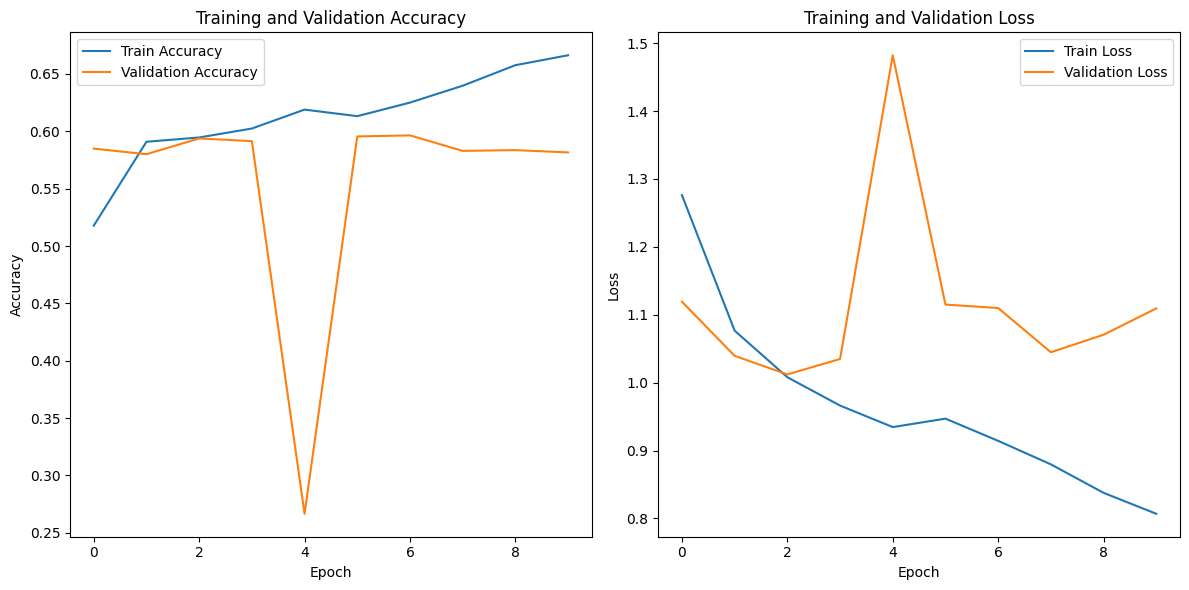 Training and Validation Accuracy
Train Accuracy
Validation Accuracy
0.65
0.60
0.55
0.50
0.45
0.40
0.35
0.30
0.25
Accuracy
0 2 4 6 8
Epoch
Training and Validation Loss
Train Loss
Validation Loss
1.5
1.4
1.3
1.2
1.1
1.0
0.9
0.8
Loss
0 2 4 6 8
Epoch